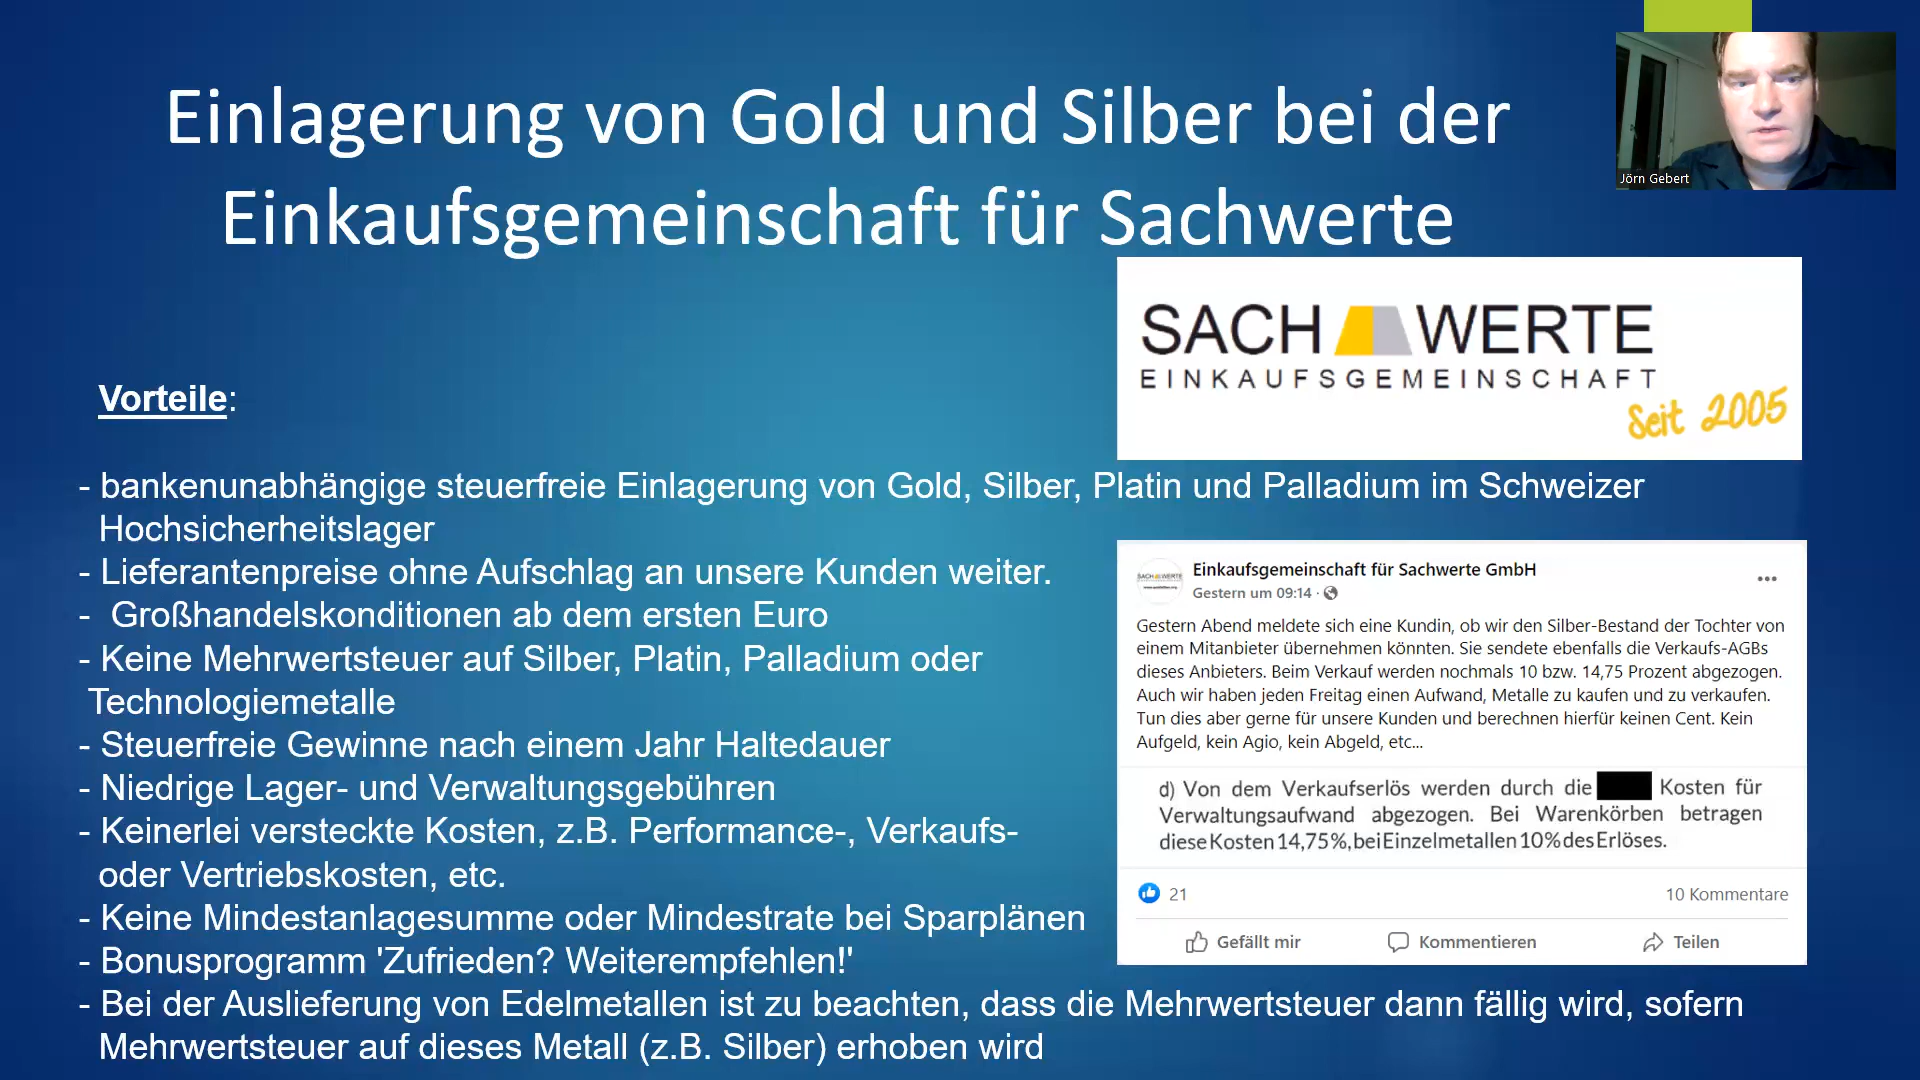 Einlagerung von Gold und Silber bei der
Einkaufsgemeinschaft für Sachwerte
Jörn Gebert
SACH WERTE
EINKAUFSGEMEINSCHAFT
Seit 2005
Vorteile:
- bankenunabhängige steuerfreie Einlagerung von Gold, Silber, Platin und Palladium im Schweizer
Hochsicherheitslager
- Lieferantenpreise ohne Aufschlag an unsere Kunden weiter.
- Großhandelskonditionen ab dem ersten Euro
- Keine Mehrwertsteuer auf Silber, Platin, Palladium oder
Technologiemetalle
- Steuerfreie Gewinne nach einem Jahr Haltedauer
- Niedrige Lager- und Verwaltungsgebühren
- Keinerlei versteckte Kosten, z.B. Performance-, Verkaufs-
oder Vertriebskosten, etc.
- Keine Mindestanlagesumme oder Mindestrate bei Sparplänen
- Bonusprogramm 'Zufrieden? Weiterempfehlen!'
- Bei der Auslieferung von Edelmetallen ist zu beachten, dass die Mehrwertsteuer dann fällig wird, sofern
Mehrwertsteuer auf dieses Metall (z.B. Silber) erhoben wird
SACH WERTE
Einkaufsgemeinschaft für Sachwerte GmbH
Gestern um 09:14 ·
Gestern Abend meldete sich eine Kundin, ob wir den Silber-Bestand der Tochter von
einem Mitanbieter übernehmen könnten. Sie sendete ebenfalls die Verkaufs-AGBs
dieses Anbieters. Beim Verkauf werden nochmals 10 bzw. 14,75 Prozent abgezogen.
Auch wir haben jeden Freitag einen Aufwand, Metalle zu kaufen und zu verkaufen.
Tun dies aber gerne für unsere Kunden und berechnen hierfür keinen Cent. Kein
Aufgeld, kein Agio, kein Abgeld, etc...
d) Von dem Verkaufserlös werden durch die Kosten für
Verwaltungsaufwand abgezogen. Bei Warenkörben betragen
diese Kosten 14,75%, bei Einzelmetallen 10% des Erlöses.
21
10 Kommentare
Gefällt mir
Kommentieren
Teilen